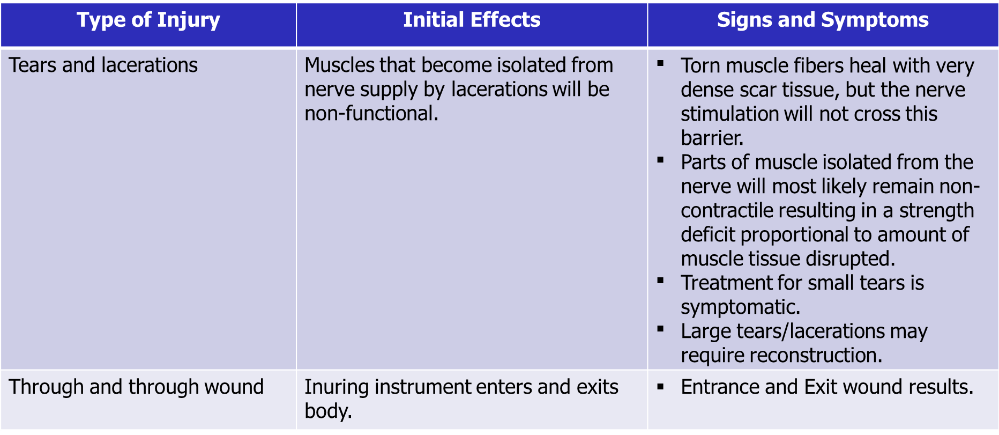 Type of Injury
Initial Effects
Signs and Symptoms
Tears and lacerations
Muscles that become isolated from
nerve supply by lacerations will be
non-functional.
▪ Torn muscle fibers heal with very
dense scar tissue, but the nerve
stimulation will not cross this
barrier.
▪ Parts of muscle isolated from the
nerve will most likely remain non-
contractile resulting in a strength
deficit proportional to amount of
muscle tissue disrupted.
▪ Treatment for small tears is
symptomatic.
▪ Large tears/lacerations may
require reconstruction.
Through and through wound
Inuring instrument enters and exits
body.
▪ Entrance and Exit wound results.